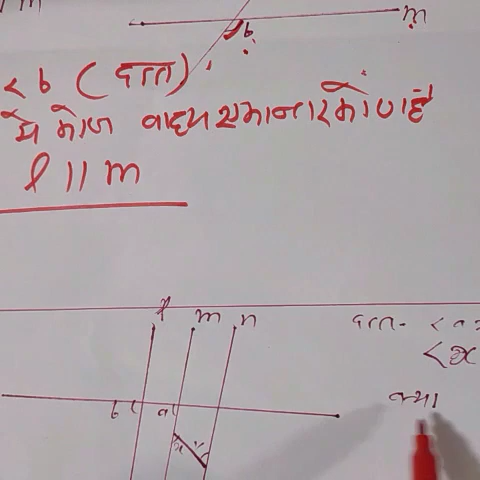 m
b
< b (दत्त)
ये कोण बाह्य समान्तर कोण है
l || m
l m n
दत्त- < a =
< x
b a
x y